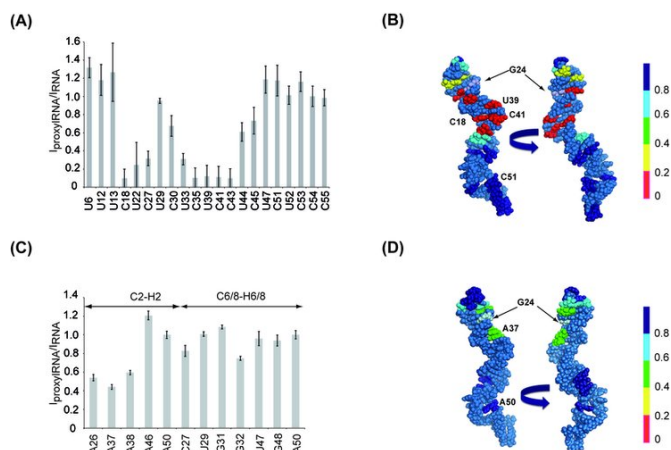 (A)
1.6
1.4
1.2
1.0
0.8
0.6
0.4
0.2
0
IproxylRNA/IRNA
U6 U12 U13 C18 U22 C27 U29 C30 U33 C35 U39 C41 C43 U44 C45 U47 C51 U52 C53 C54 C55
(B)
G24
U39
C18
C41
C51
0.8
0.6
0.4
0.2
0
(C)
C2-H2 C6/8-H6/8
1.4
1.2
1.0
0.8
0.6
0.4
0.2
0
IproxylRNA/IRNA
A26 A37 A38 A46 A50 C27 U29 G31 G32 U47 G48 A50
(D)
G24
A37
A50
0.8
0.6
0.4
0.2
0